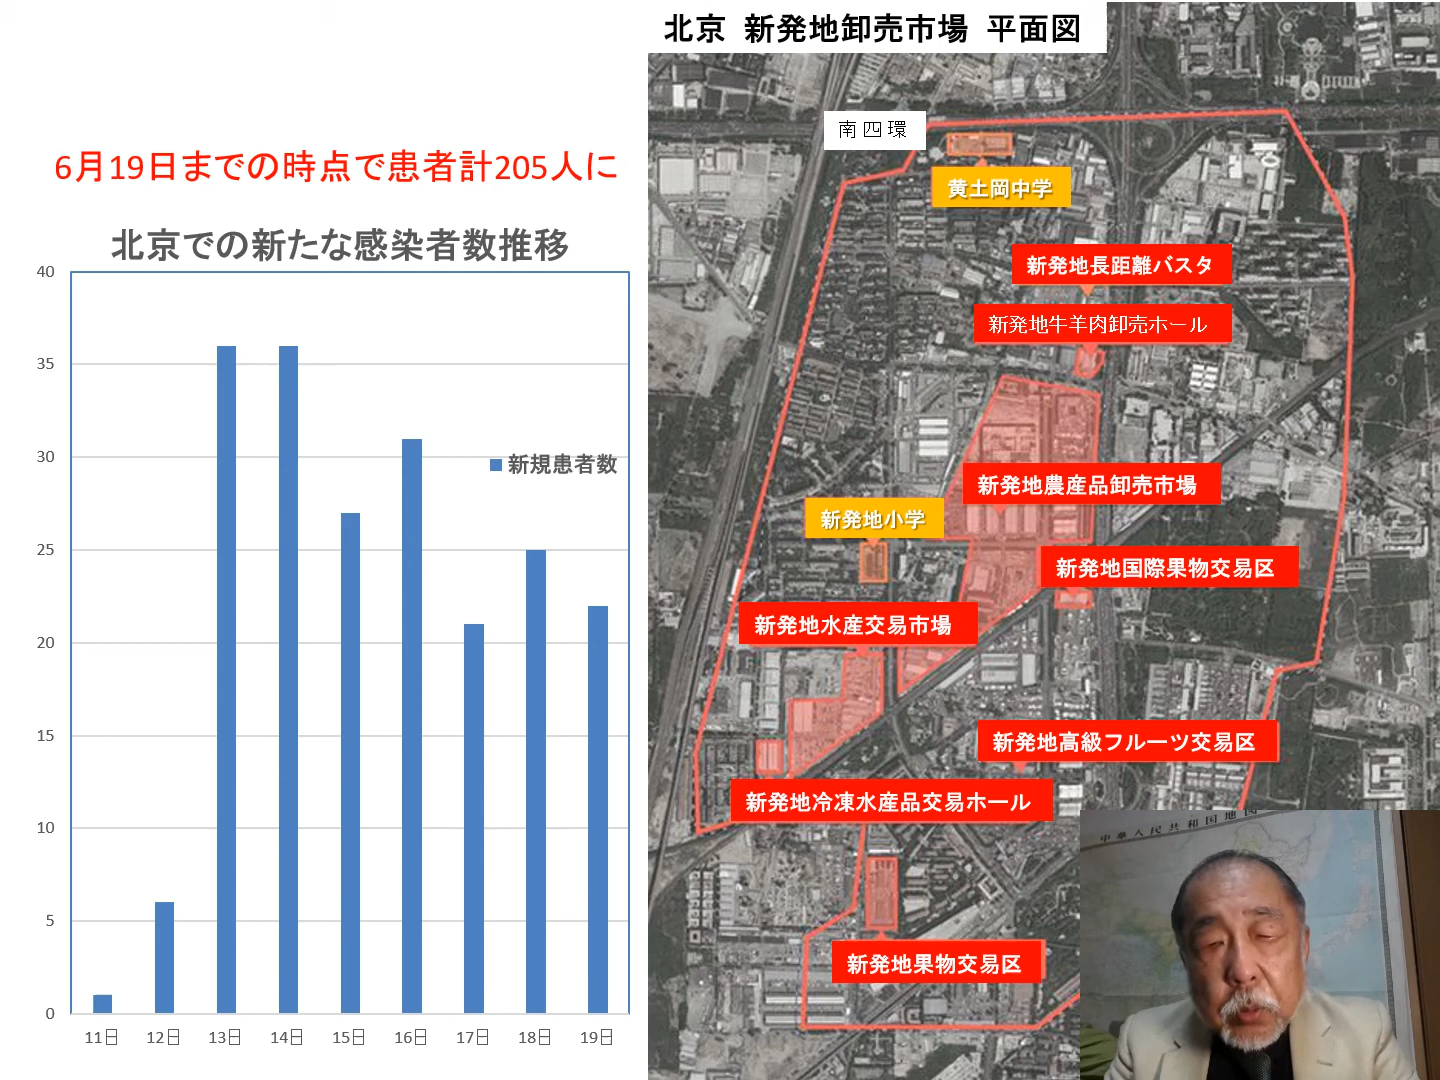 北京 新発地卸売市場 平面図
6月19日までの時点で患者計205人に
北京での新たな感染者数推移
40
35
30
25
20
15
10
5
0
新規患者数
11日
12日
13日
14日
15日
16日
17日
18日
19日
南四環
黄土岡中学
新発地長距離バスタ
新発地牛羊肉卸売ホール
新発地農産品卸売市場
新発地小学
新発地国際果物交易区
新発地水産交易市場
新発地高級フルーツ交易区
新発地冷凍水産品交易ホール
新発地果物交易区
中華人民共和国地図